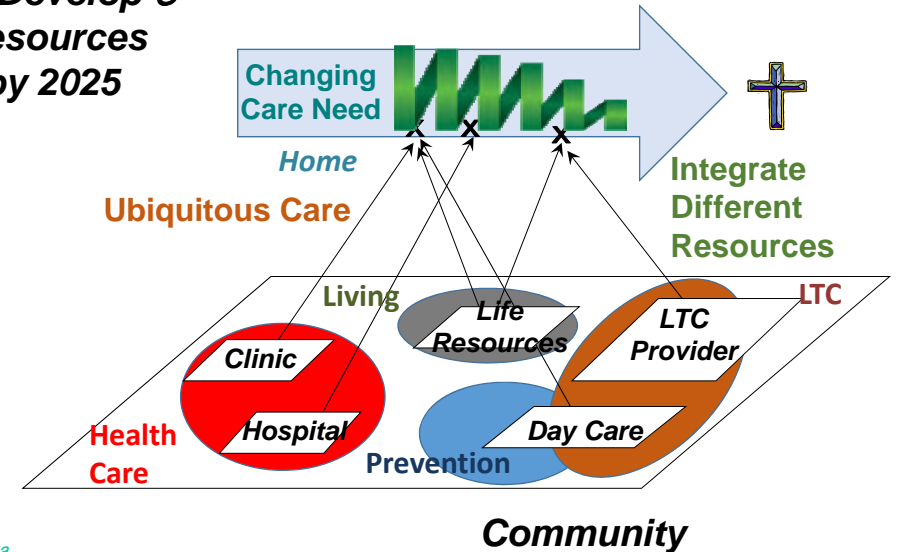 Develop
esources
by 2025
Changing
Care Need
Home
Integrate
Different
Resources
Ubiquitous Care
Living
LTC
Life
Resources
LTC
Provider
Clinic
Hospital
Day Care
Health
Care
Prevention
Community